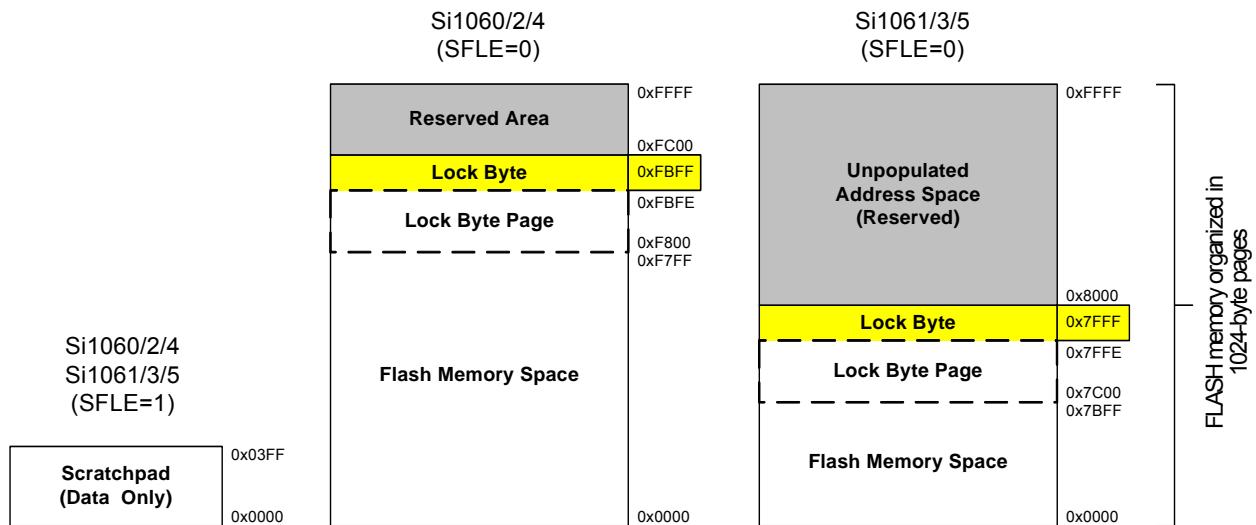 Si1060/2/4
(SFLE=0)
Si1061/3/5
(SFLE=0)
0xFFFF
Reserved Area
0xFC00
Lock Byte
0xFBFF
0xFBFE
Lock Byte Page
0xF800
0xF7FF
Flash Memory Space
0x0000
0xFFFF
Unpopulated
Address Space
(Reserved)
0x8000
Lock Byte
0x7FFF
0x7FFE
Lock Byte Page
0x7C00
0x7BFF
Flash Memory Space
0x0000
FLASH memory organized in
1024-byte pages
Si1060/2/4
Si1061/3/5
(SFLE=1)
0x03FF
Scratchpad
(Data Only)
0x0000